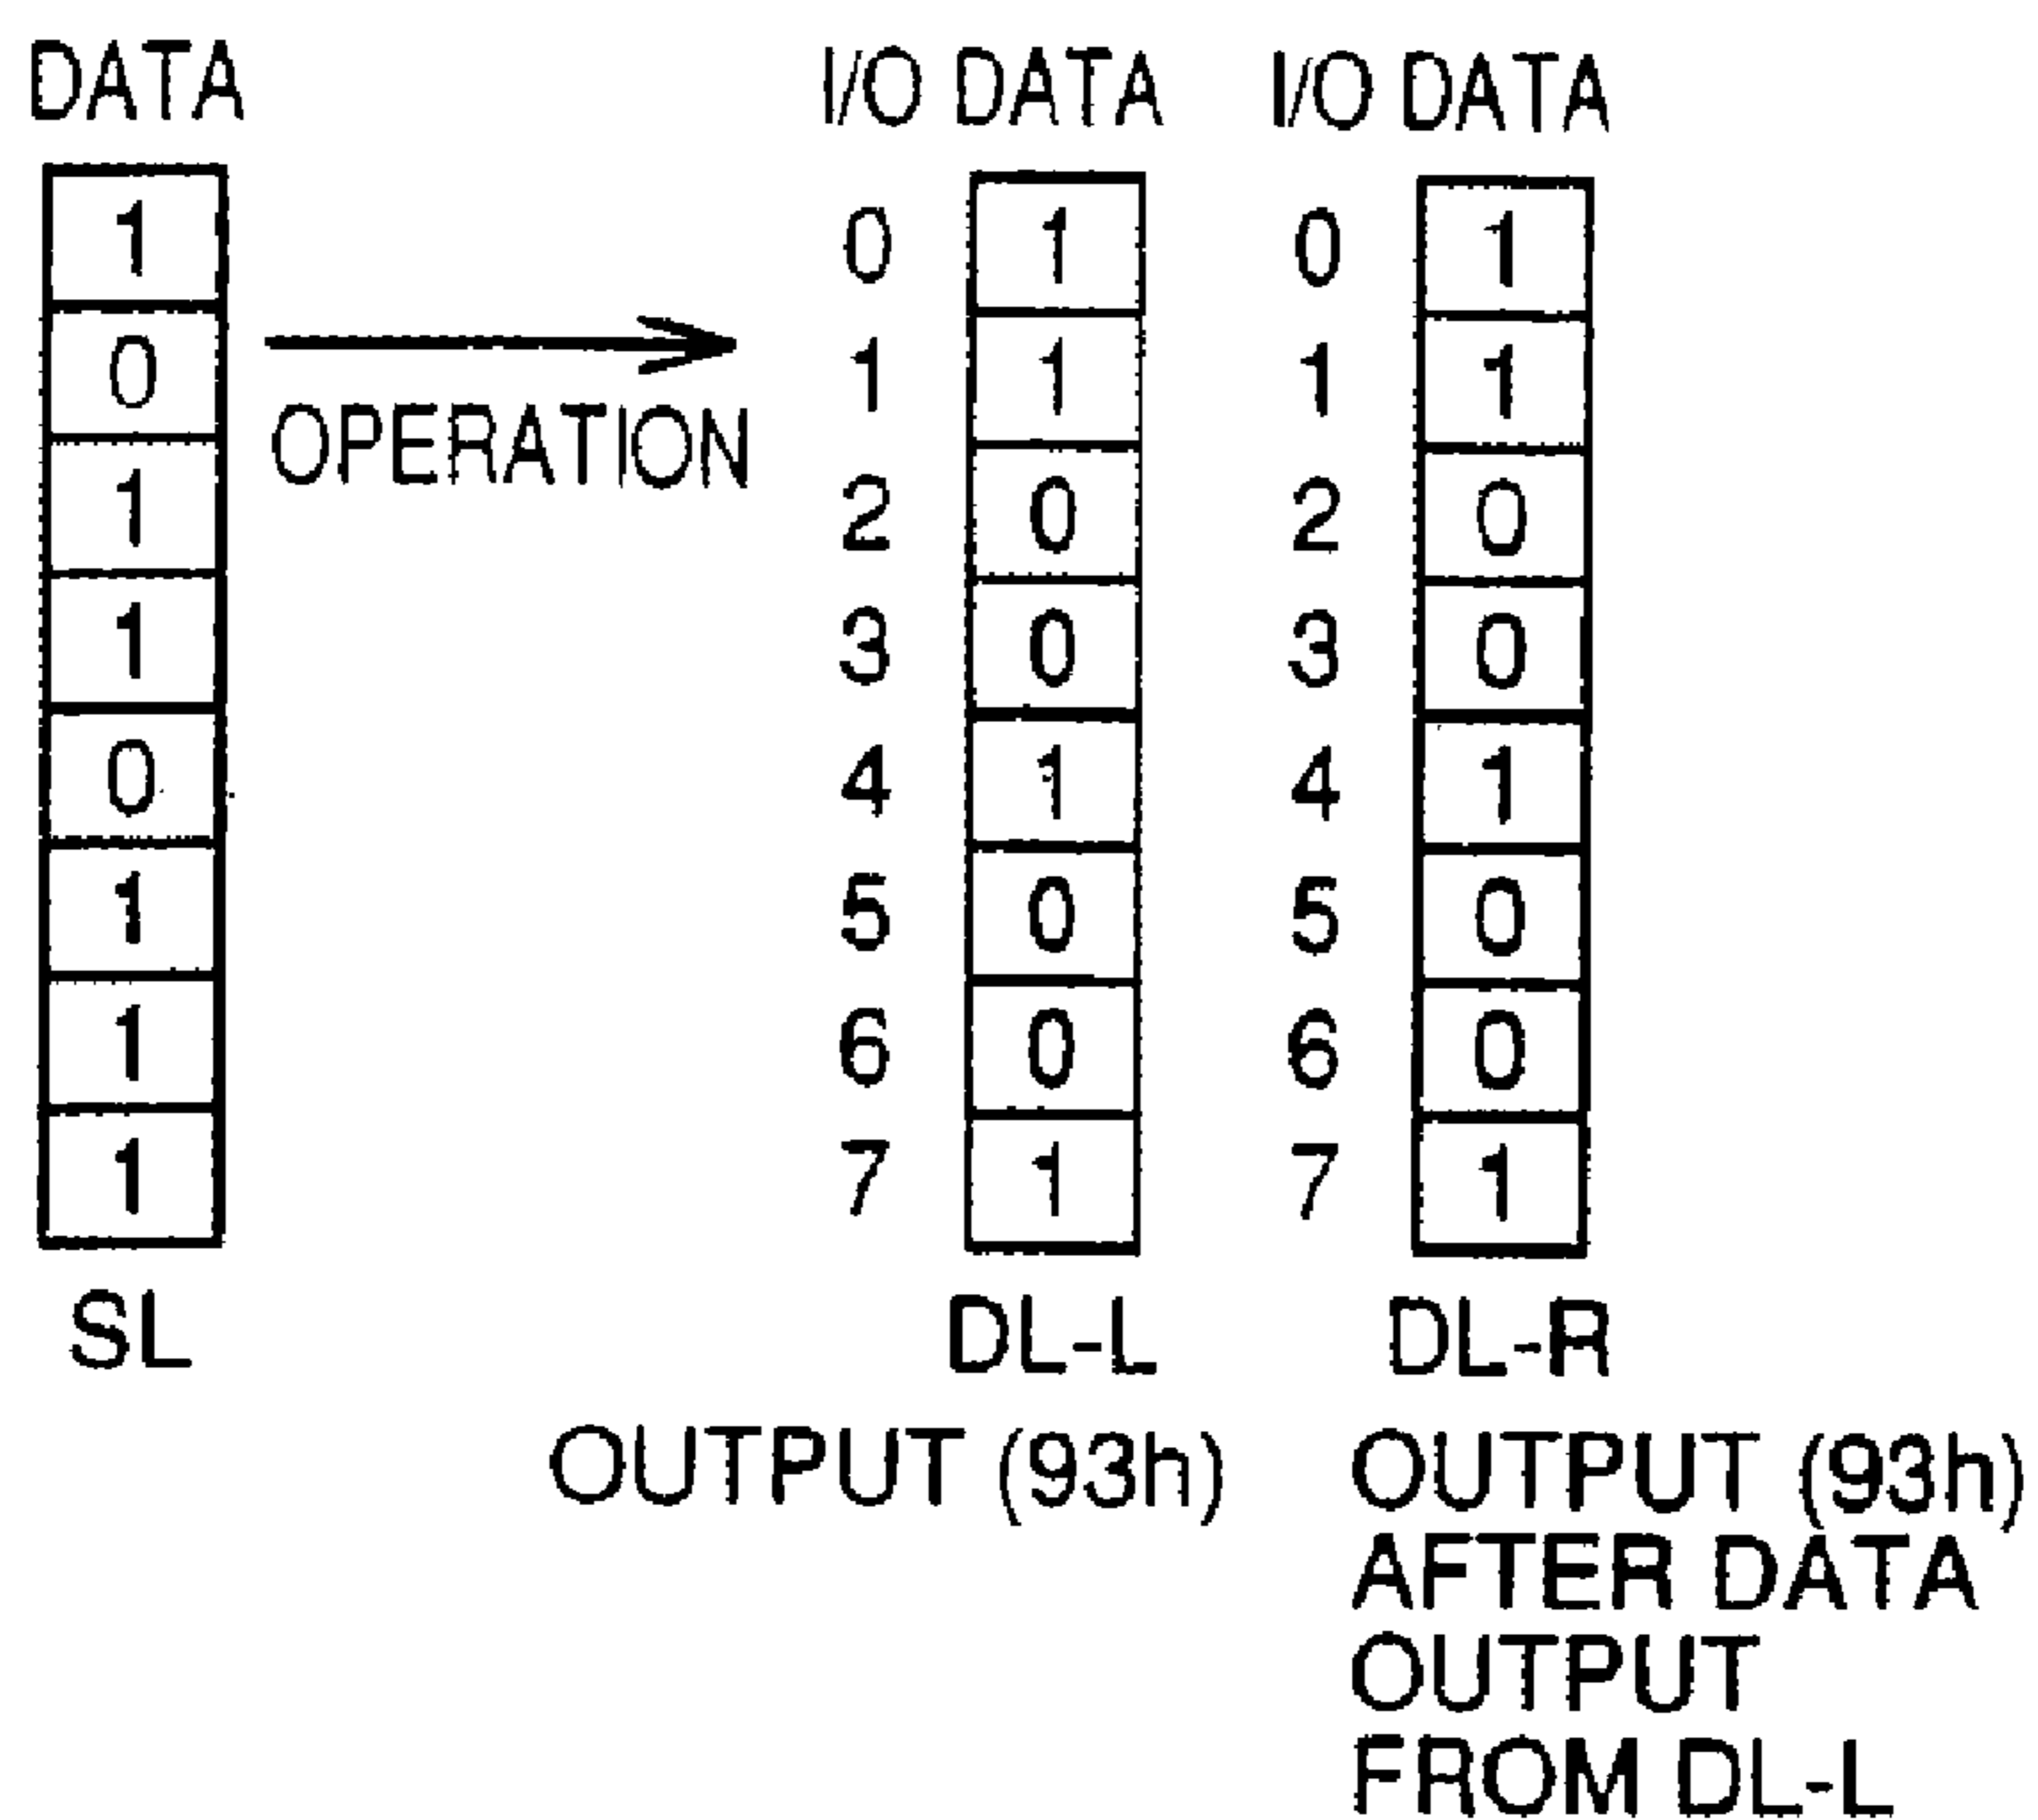 DATA I/O DATA I/O DATA
1 0 1 0 1
0 1 1 1 1
OPERATION
1 2 0 2 0
1 3 0 3 0
0 4 1 4 1
1 5 0 5 0
1 6 0 6 0
1 7 1 7 1
SL DL-L DL-R
OUTPUT (93h) OUTPUT (93h)
AFTER DATA
OUTPUT
FROM DL-L